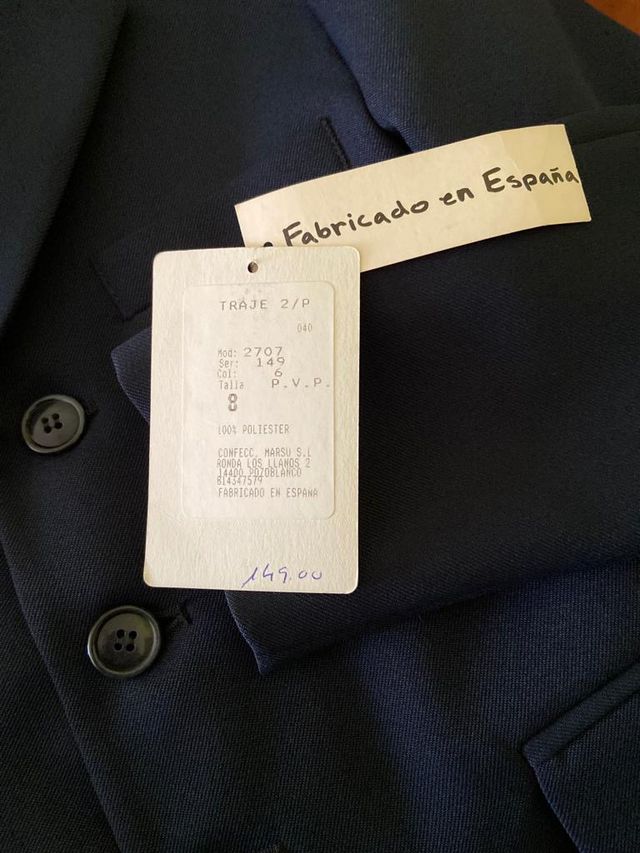 Fabricado en España
TRAJE 2/P
040
Mod: 2707
Ser: 149
Col: 6
Talla P.V.P.
8
100% POLIESTER
CONFECC. MARSU S.L
RONDA LOS LLANOS 2
14400 POZOBLANCO
B14347579
FABRICADO EN ESPAÑA
149.00